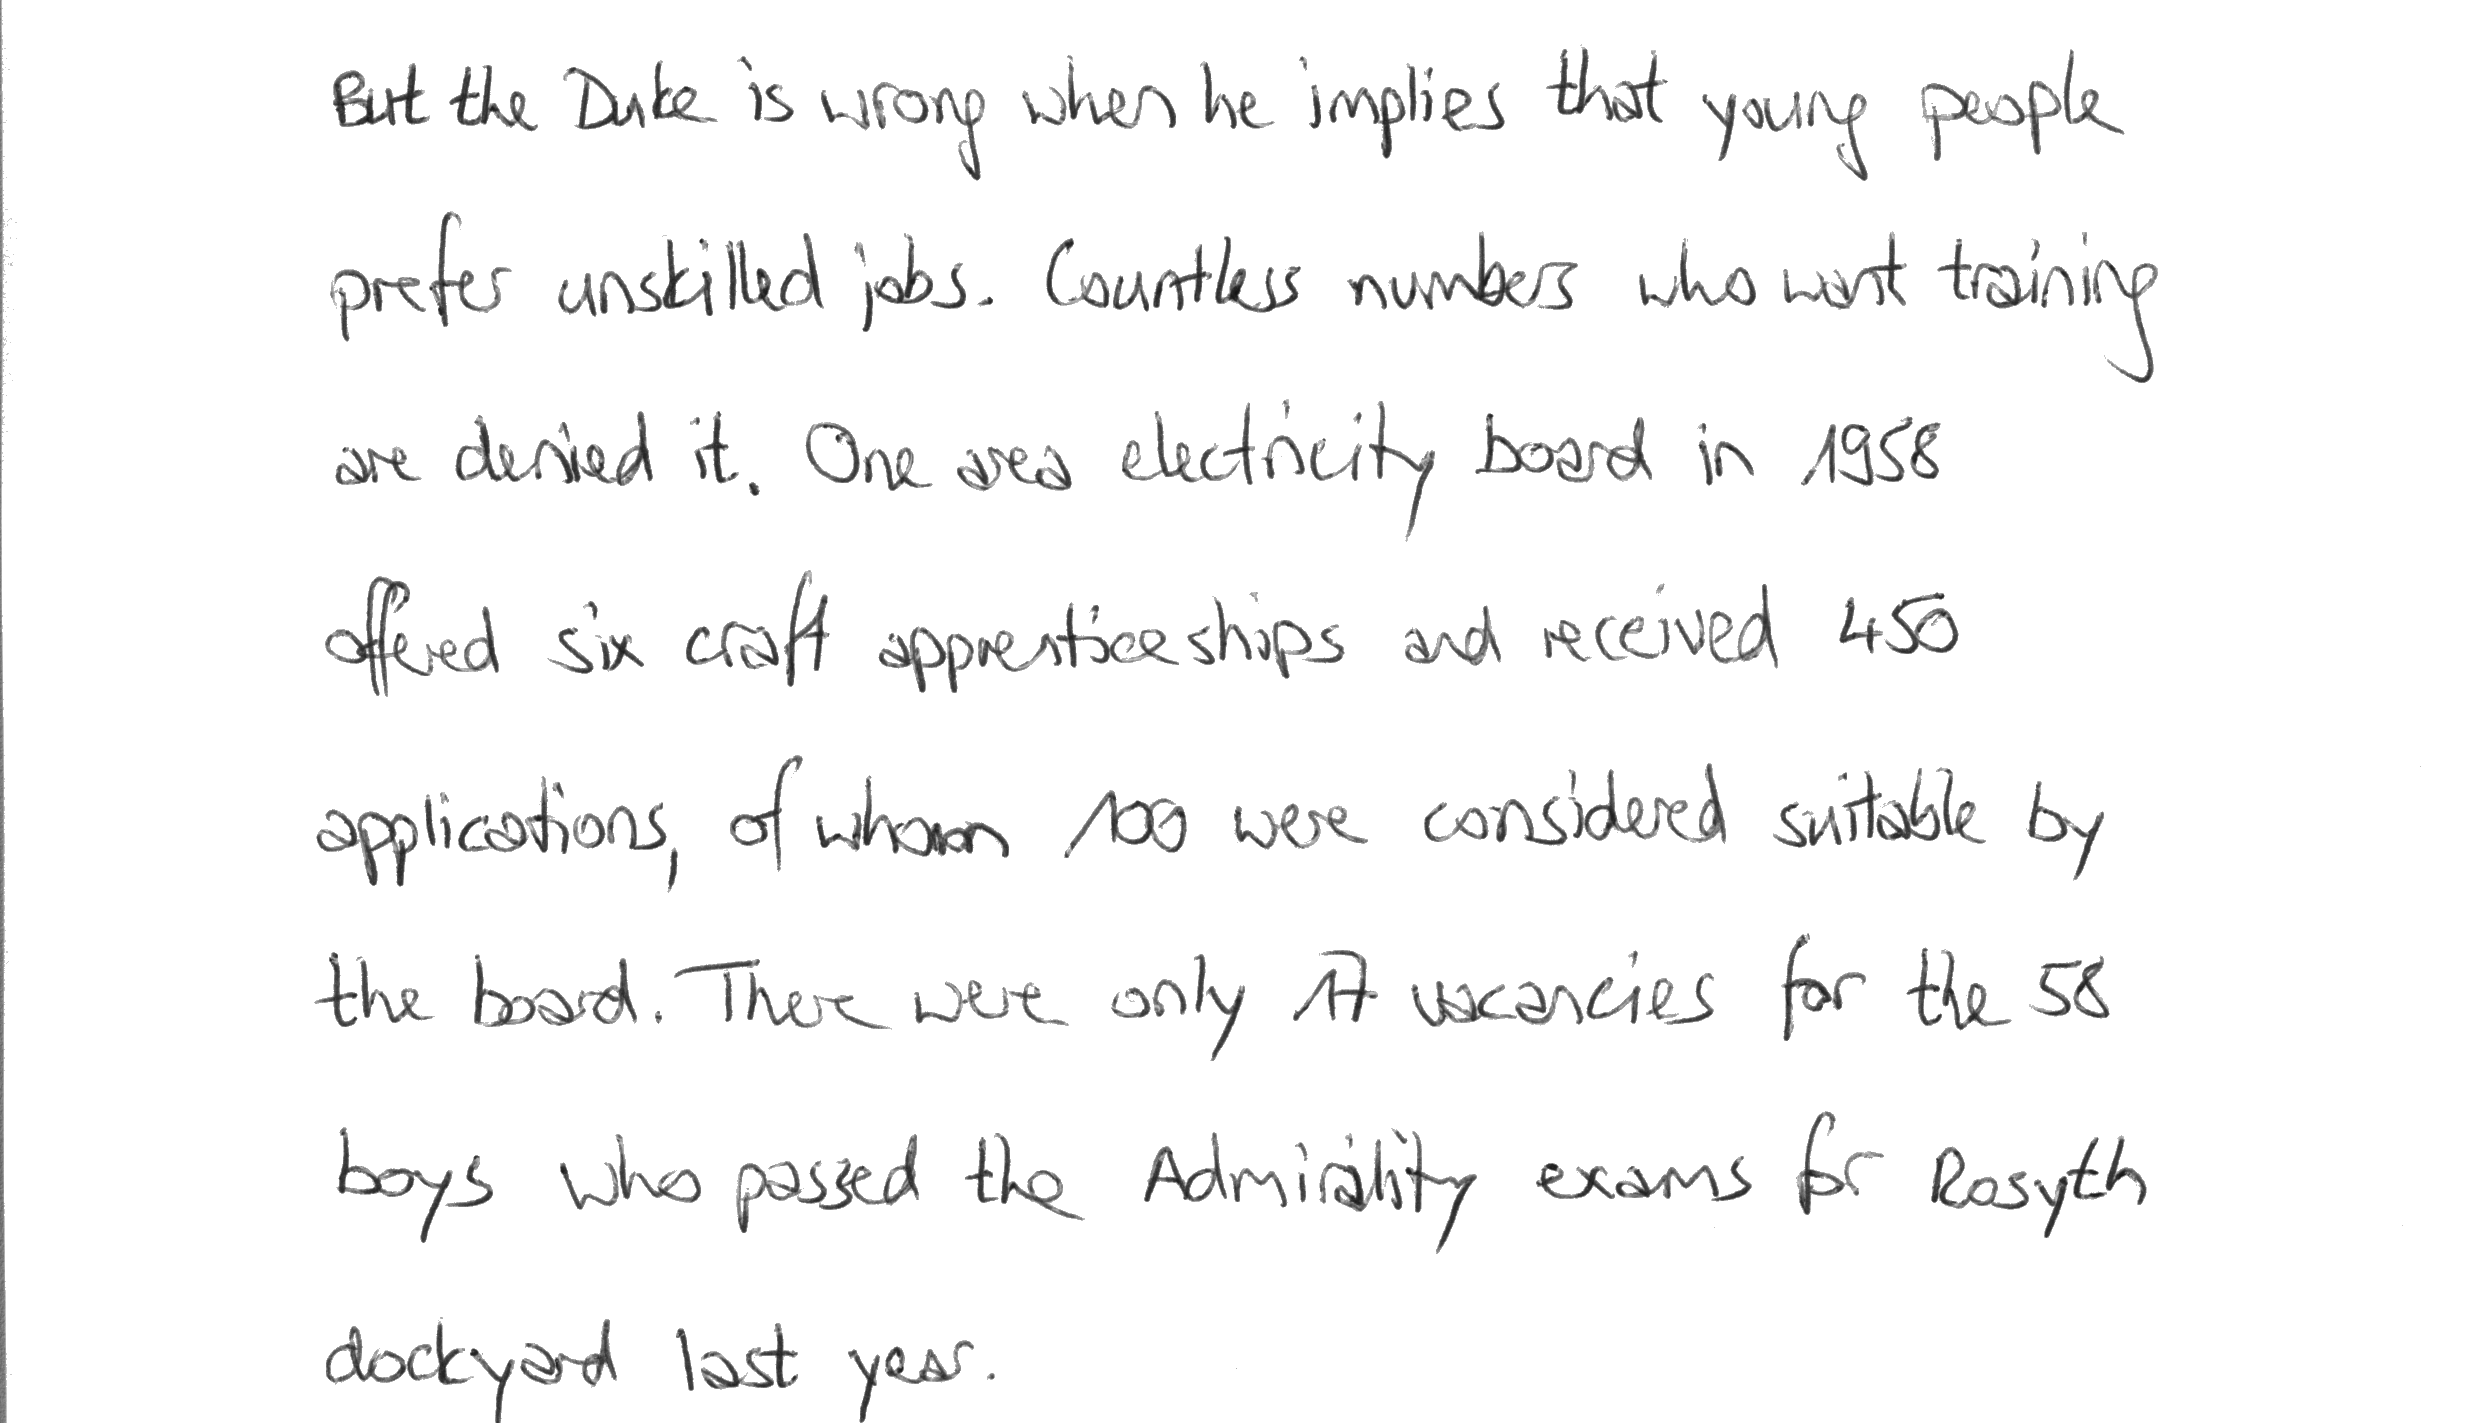 But the Duke is wrong when he implies that young people
prefer unskilled jobs. Countless numbers who want training
are denied it. One area electricity board in 1958
offered six craft apprenticeships and received 450
applications, of whom 100 were considered suitable by
the board. There were only 17 vacancies for the 58
boys who passed the Admirality exams for Rosyth
dockyard last year.